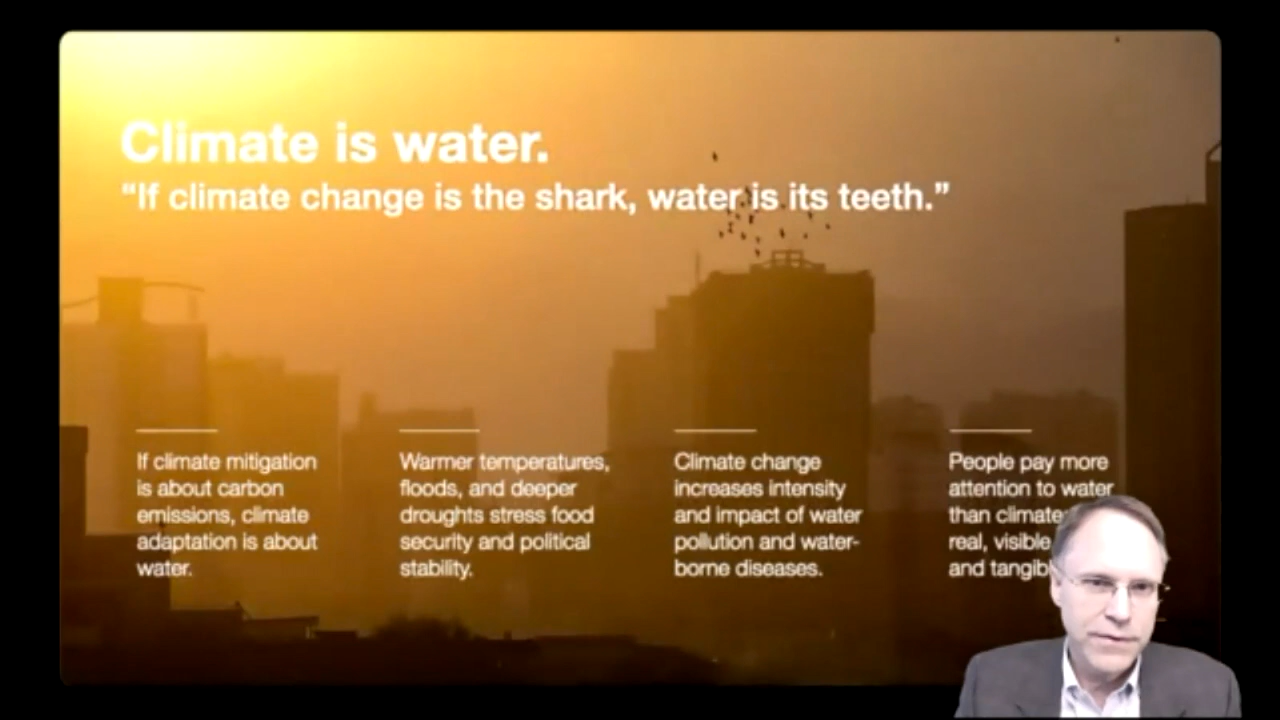 Climate is water.
“If climate change is the shark, water is its teeth.”
If climate mitigation
is about carbon
emissions, climate
adaptation is about
water.
Warmer temperatures,
floods, and deeper
droughts stress food
security and political
stability.
Climate change
increases intensity
and impact of water
pollution and water-
borne diseases.
People pay more
attention to water
than climate
real, visible
and